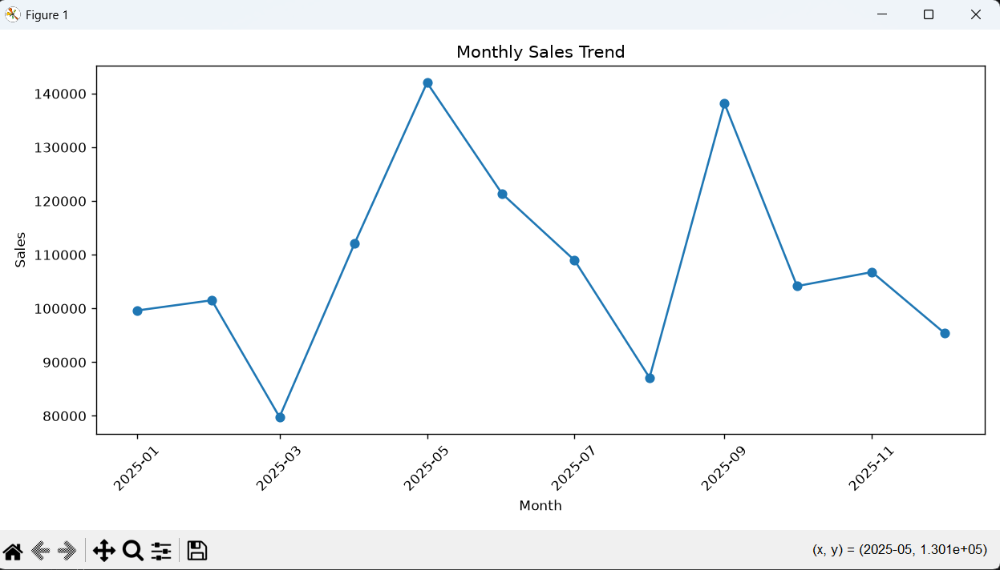 Figure 1
Monthly Sales Trend
140000
130000
120000
110000
100000
90000
80000
Sales
2025-01 2025-03 2025-05 2025-07 2025-09 2025-11
Month
(x, y) = (2025-05, 1.301e+05)